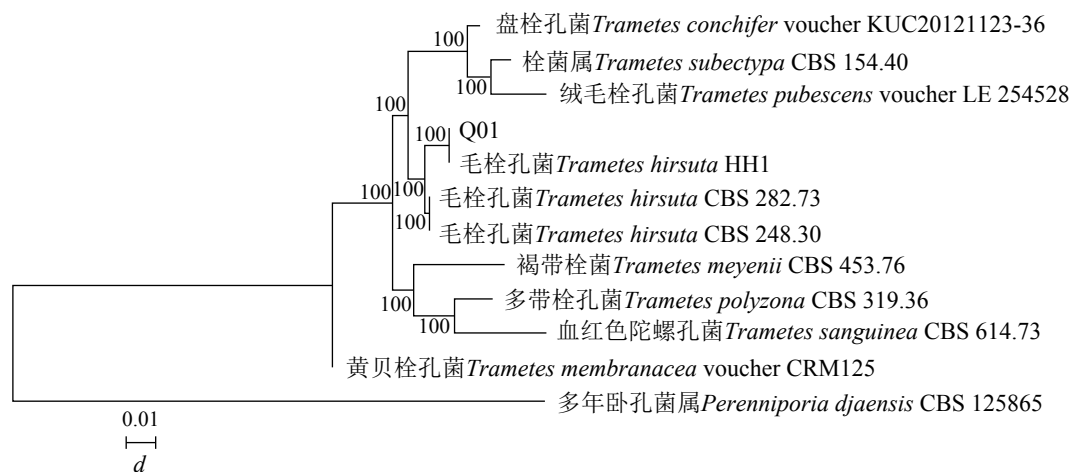 盘栓孔菌Trametes conchifer voucher KUC20121123-36
100
栓菌属Trametes subectypa CBS 154.40
100
绒毛栓孔菌Trametes pubescens voucher LE 254528
100
100 Q01
毛栓孔菌Trametes hirsuta HH1
100
100
毛栓孔菌Trametes hirsuta CBS 282.73
100
毛栓孔菌Trametes hirsuta CBS 248.30
褐带栓菌Trametes meyenii CBS 453.76
100
多带栓孔菌Trametes polyzona CBS 319.36
100
血红色陀螺孔菌Trametes sanguinea CBS 614.73
黄贝栓孔菌Trametes membranacea voucher CRM125
多年卧孔菌属Perenniporia djaensis CBS 125865
0.01
d